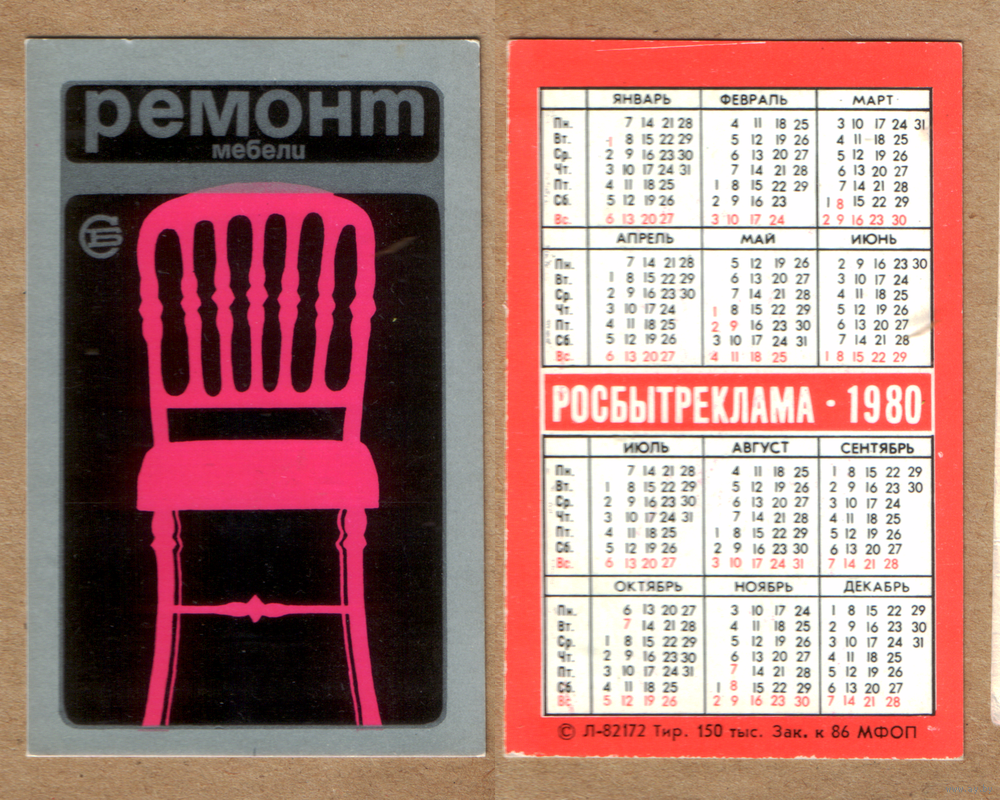 ремонт
мебели
ЯНВАРЬ ФЕВРАЛЬ МАРТ
Пн. 7 14 21 28 4 11 18 25 3 10 17 24 31
Вт. 1 8 15 22 29 5 12 19 26 4 11 18 25
Ср. 2 9 16 23 30 6 13 20 27 5 12 19 26
Чт. 3 10 17 24 31 7 14 21 28 6 13 20 27
Пт. 4 11 18 25 1 8 15 22 29 7 14 21 28
Сб. 5 12 19 26 2 9 16 23 1 8 15 22 29
Вс. 6 13 20 27 3 10 17 24 2 9 16 23 30
АПРЕЛЬ МАЙ ИЮНЬ
Пн. 7 14 21 28 5 12 19 26 2 9 16 23 30
Вт. 1 8 15 22 29 6 13 20 27 3 10 17 24
Ср. 2 9 16 23 30 7 14 21 28 4 11 18 25
Чт. 3 10 17 24 1 8 15 22 29 5 12 19 26
Пт. 4 11 18 25 2 9 16 23 30 6 13 20 27
Сб. 5 12 19 26 3 10 17 24 31 7 14 21 28
Вс. 6 13 20 27 4 11 18 25 1 8 15 22 29
РОСБЫТРЕКЛАМА · 1980
ИЮЛЬ АВГУСТ СЕНТЯБРЬ
Пн. 7 14 21 28 4 11 18 25 1 8 15 22 29
Вт. 1 8 15 22 29 5 12 19 26 2 9 16 23 30
Ср. 2 9 16 23 30 6 13 20 27 3 10 17 24
Чт. 3 10 17 24 31 7 14 21 28 4 11 18 25
Пт. 4 11 18 25 1 8 15 22 29 5 12 19 26
Сб. 5 12 19 26 2 9 16 23 30 6 13 20 27
Вс. 6 13 20 27 3 10 17 24 31 7 14 21 28
ОКТЯБРЬ НОЯБРЬ ДЕКАБРЬ
Пн. 6 13 20 27 3 10 17 24 1 8 15 22 29
Вт. 7 14 21 28 4 11 18 25 2 9 16 23 30
Ср. 1 8 15 22 29 5 12 19 26 3 10 17 24 31
Чт. 2 9 16 23 30 6 13 20 27 4 11 18 25
Пт. 3 10 17 24 31 7 14 21 28 5 12 19 26
Сб. 4 11 18 25 1 8 15 22 29 6 13 20 27
Вс. 5 12 19 26 2 9 16 23 30 7 14 21 28
© Л-82172 Тир. 150 тыс. Зак. к 86 МФОП